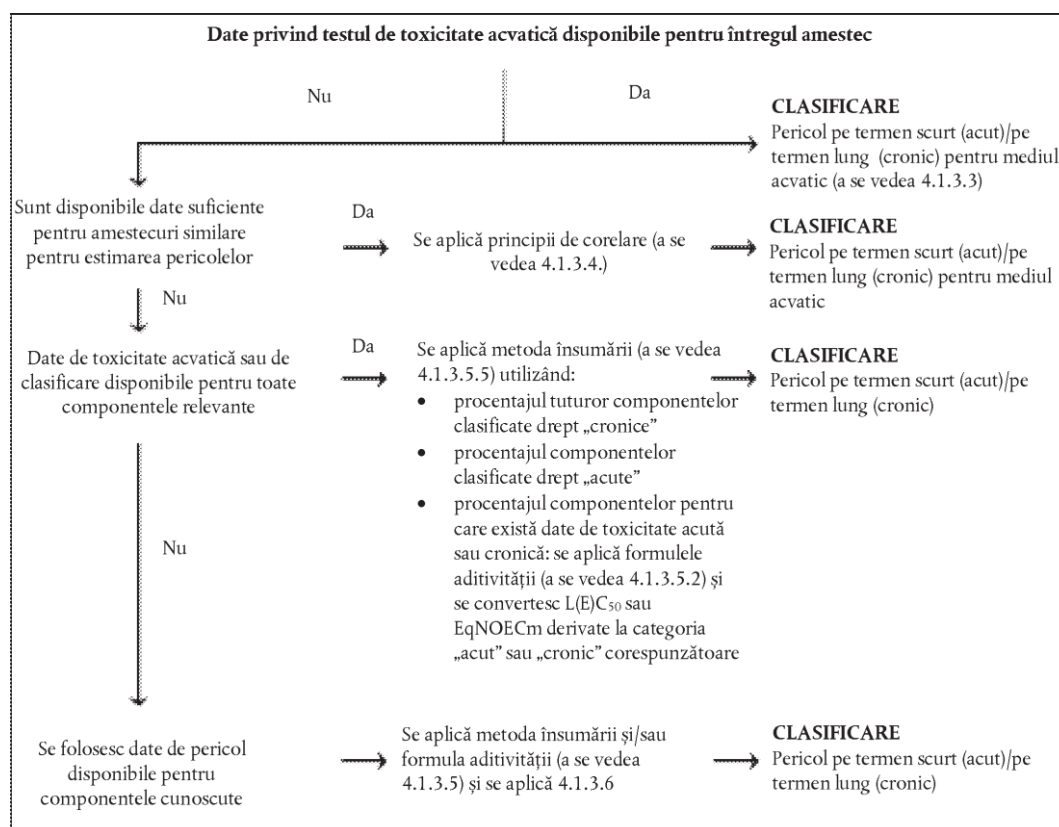 Date privind testul de toxicitate acvatică disponibile pentru întregul amestec
Nu
Da
CLASIFICARE
Pericol pe termen scurt (acut)/pe
termen lung (cronic) pentru mediul
acvatic (a se vedea 4.1.3.3)
Sunt disponibile date suficiente
pentru amestecuri similare
pentru estimarea pericolelor
Da
Se aplică principii de corelare (a se
vedea 4.1.3.4.)
CLASIFICARE
Pericol pe termen scurt (acut)/pe
termen lung (cronic) pentru mediul
acvatic
Nu
Date de toxicitate acvatică sau de
clasificare disponibile pentru toate
componentele relevante
Da
Se aplică metoda însumării (a se vedea
4.1.3.5.5) utilizând:
• procentajul tuturor componentelor
clasificate drept „cronice”
• procentajul componentelor
clasificate drept „acute”
• procentajul componentelor pentru
care există date de toxicitate acută
sau cronică: se aplică formulele
aditivității (a se vedea 4.1.3.5.2) și
se convertesc L(E)C₅₀ sau
EqNOECm derivate la categoria
„acut” sau „cronic” corespunzătoare
CLASIFICARE
Pericol pe termen scurt (acut)/pe
termen lung (cronic)
Nu
Se folosesc date de pericol
disponibile pentru
componentele cunoscute
Se aplică metoda însumării și/sau
formula aditivității (a se vedea
4.1.3.5) și se aplică 4.1.3.6
CLASIFICARE
Pericol pe termen scurt (acut)/pe
termen lung (cronic)